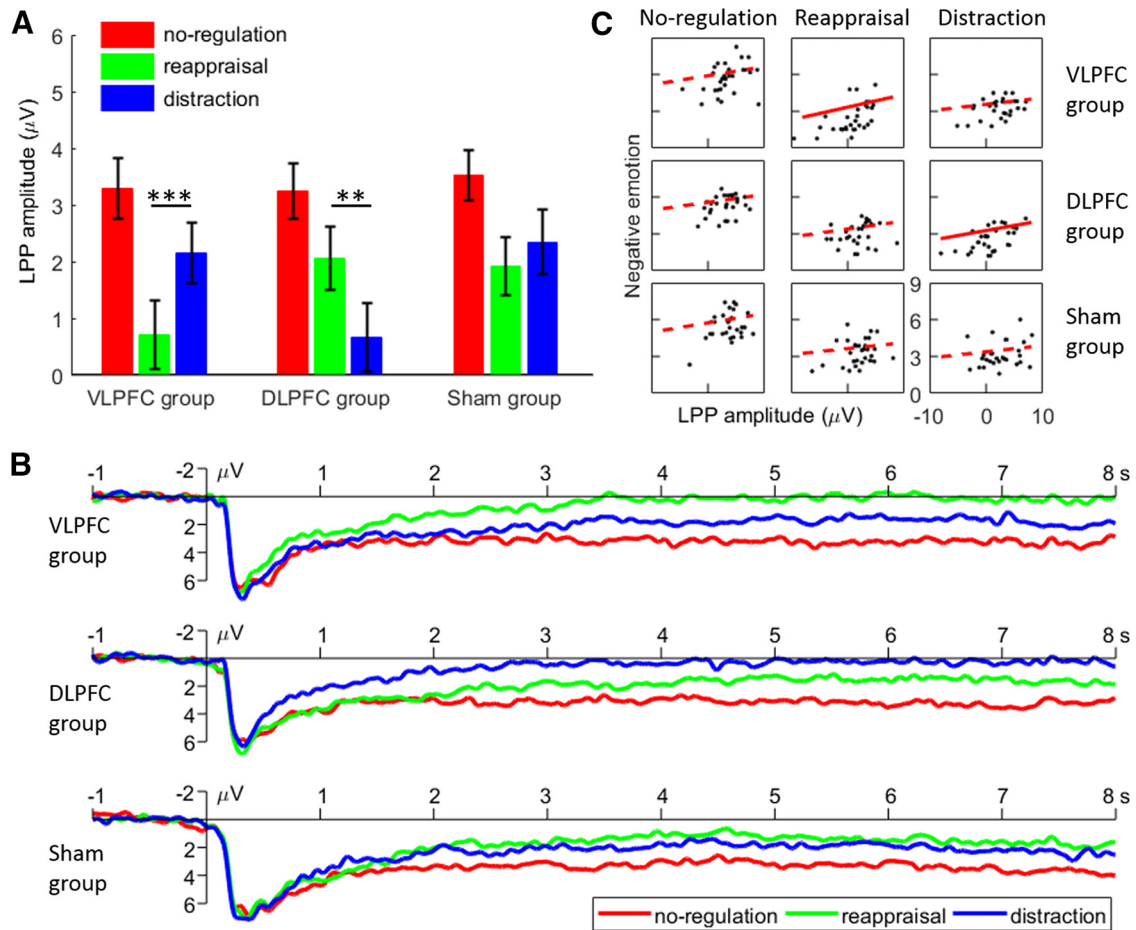 A
6
5
4
3
2
1
0
LPP amplitude (μV)
no-regulation
reappraisal
distraction
***
**
VLPFC group
DLPFC group
Sham group
C
No-regulation
Reappraisal
Distraction
VLPFC
group
DLPFC
group
Sham
group
Negative emotion
9
6
3
0
LPP amplitude (μV)
-10
0
10
B
VLPFC
group
-1
-2
μV
1
2
3
4
5
6
7
8 s
2
4
6
DLPFC
group
-1
-2
μV
1
2
3
4
5
6
7
8 s
2
4
6
Sham
group
-1
-2
μV
1
2
3
4
5
6
7
8 s
2
4
6
no-regulation
reappraisal
distraction